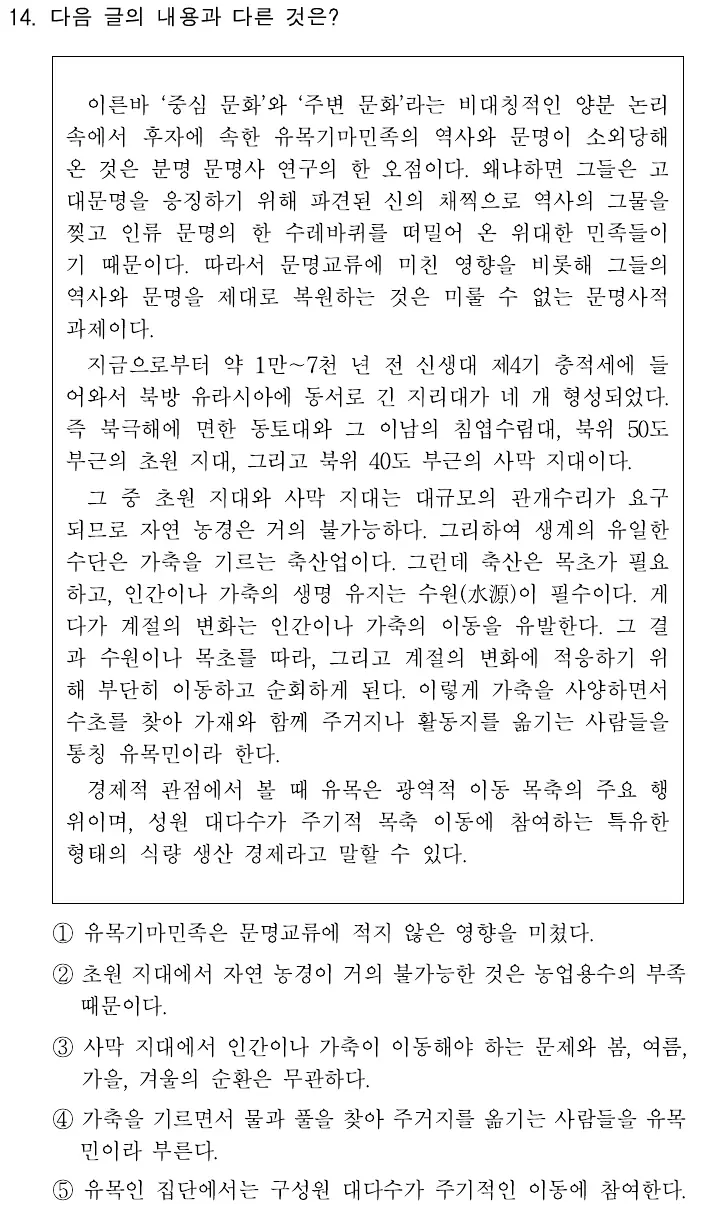 14. 다음 글의 내용과 다른 것은?
이른바 ‘중심 문화’와 ‘주변 문화’라는 비대칭적인 양분 논리
속에서 후자에 속한 유목기마민족의 역사와 문명이 소외당해
온 것은 분명 문명사 연구의 한 오점이다. 왜냐하면 그들은 고
대문명을 응징하기 위해 파견된 신의 채찍으로 역사의 그물을
찢고 인류 문명의 한 수레바퀴를 떠밀어 온 위대한 민족들이
기 때문이다. 따라서 문명교류에 미친 영향을 비롯해 그들의
역사와 문명을 제대로 복원하는 것은 미룰 수 없는 문명사적
과제이다.
지금으로부터 약 1만～7천 년 전 신생대 제4기 충적세에 들
어와서 북방 유라시아에 동서로 긴 지리대가 네 개 형성되었다.
즉 북극해에 면한 동토대와 그 이남의 침엽수림대, 북위 50도
부근의 초원 지대, 그리고 북위 40도 부근의 사막 지대이다.
그 중 초원 지대와 사막 지대는 대규모의 관개수리가 요구
되므로 자연 농경은 거의 불가능하다. 그리하여 생계의 유일한
수단은 가축을 기르는 축산업이다. 그런데 축산은 목초가 필요
하고, 인간이나 가축의 생명 유지는 수원(水源)이 필수이다. 게
다가 계절의 변화는 인간이나 가축의 이동을 유발한다. 그 결
과 수원이나 목초를 따라, 그리고 계절의 변화에 적응하기 위
해 부단히 이동하고 순회하게 된다. 이렇게 가축을 사양하면서
수초를 찾아 가재와 함께 주거지나 활동지를 옮기는 사람들을
통칭 유목민이라 한다.
경제적 관점에서 볼 때 유목은 광역적 이동 목축의 주요 행
위이며, 성원 대다수가 주기적 목축 이동에 참여하는 특유한
형태의 식량 생산 경제라고 말할 수 있다.
① 유목기마민족은 문명교류에 적지 않은 영향을 미쳤다.
② 초원 지대에서 자연 농경이 거의 불가능한 것은 농업용수의 부족
때문이다.
③ 사막 지대에서 인간이나 가축이 이동해야 하는 문제와 봄, 여름,
가을, 겨울의 순환은 무관하다.
④ 가축을 기르면서 물과 풀을 찾아 주거지를 옮기는 사람들을 유목
민이라 부른다.
⑤ 유목인 집단에서는 구성원 대다수가 주기적인 이동에 참여한다.